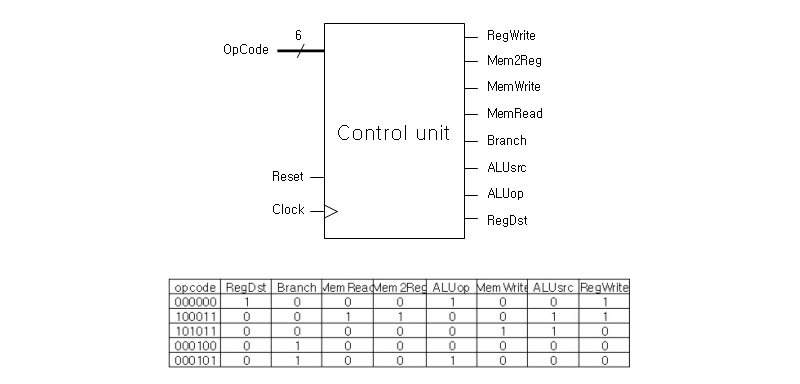 6
OpCode
RegWrite
Mem2Reg
MemWrite
MemRead
Control unit
Branch
ALUsrc
Reset
ALUop
Clock
RegDst
opcode RegDst Branch MemRead Mem2Reg ALUop MemWrite ALUsrc RegWrite
000000 1 0 0 0 1 0 0 1
100011 0 0 1 1 0 0 1 1
101011 0 0 0 0 0 1 1 0
000100 0 1 0 0 0 0 0 0
000101 0 1 0 0 1 0 0 0